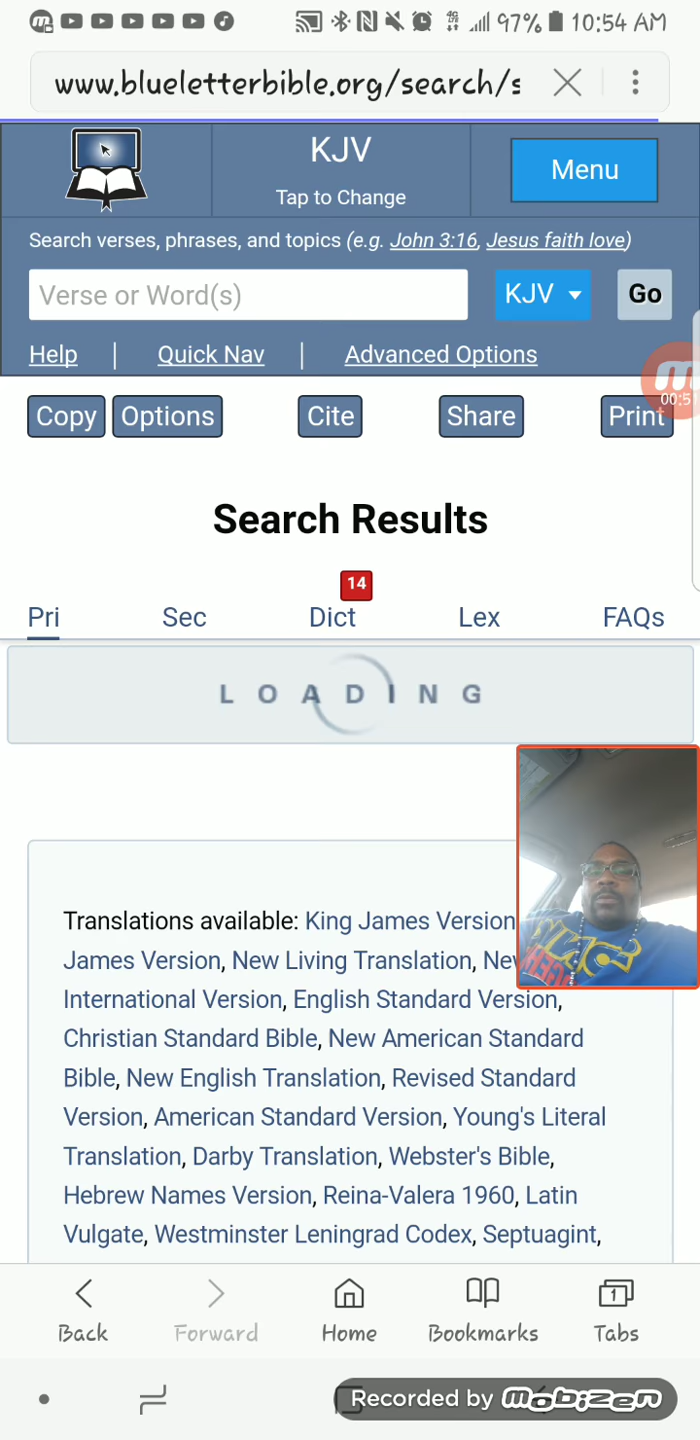 97% 10:54 AM
www.blueletterbible.org/search/s
KJV
Tap to Change
Menu
Search verses, phrases, and topics (e.g. John 3:16, Jesus faith love)
Verse or Word(s)
KJV
Go
Help | Quick Nav | Advanced Options
00:5
Copy Options Cite Share Print
Search Results
14
Pri Sec Dict Lex FAQs
LOADING
Translations available: King James Version
James Version, New Living Translation, Ne
International Version, English Standard Version,
Christian Standard Bible, New American Standard
Bible, New English Translation, Revised Standard
Version, American Standard Version, Young's Literal
Translation, Darby Translation, Webster's Bible,
Hebrew Names Version, Reina-Valera 1960, Latin
Vulgate, Westminster Leningrad Codex, Septuagint,
Back Forward Home Bookmarks Tabs
1
Recorded by mobizen